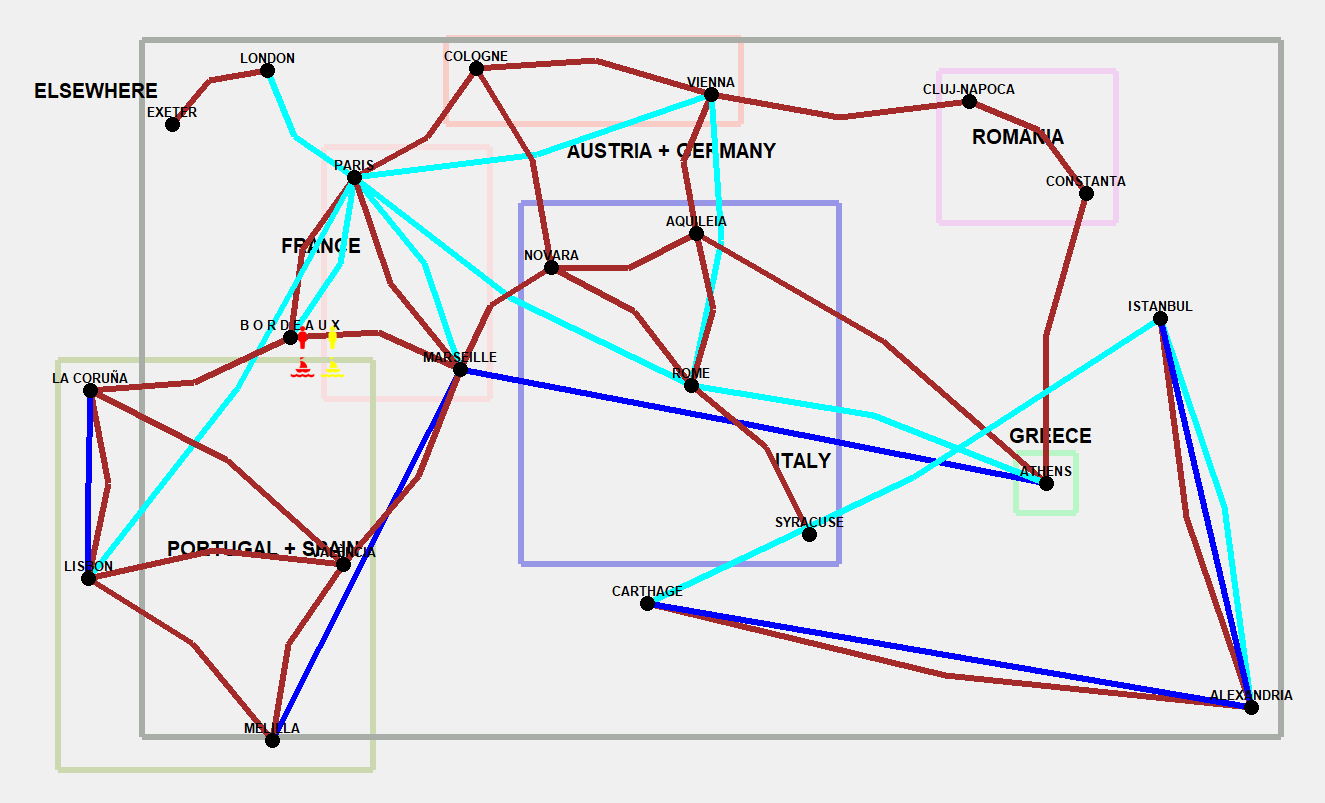 LONDON
COLOGNE
VIENNA
ELSEWHERE
CLUJ-NAPOCA
EXETER
ROMANIA
AUSTRIA + GERMANY
PARIS
CONSTANTA
AQUILEIA
FRANCE
NOVARA
ISTANBUL
BORDEAUX
MARSEILLE
ROME
LA CORUÑA
GREECE
ITALY
ATHENS
SYRACUSE
PORTUGAL + SPAIN
VALENCIA
LISBON
CARTHAGE
ALEXANDRIA
MELILLA